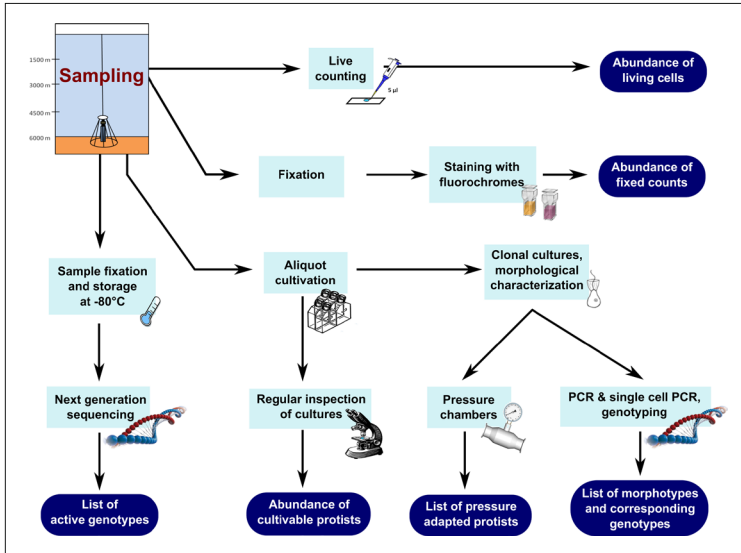 1500 m
3000 m
4500 m
6000 m
Sampling
Live
counting
5 µl
Abundance of
living cells
Fixation
Staining with
fluorochromes
Abundance of
fixed counts
Sample fixation
and storage
at -80°C
Aliquot
cultivation
Clonal cultures,
morphological
characterization
Next generation
sequencing
Regular inspection
of cultures
Pressure
chambers
PCR & single cell PCR,
genotyping
List of
active genotypes
Abundance of
cultivable protists
List of pressure
adapted protists
List of morphotypes
and corresponding
genotypes